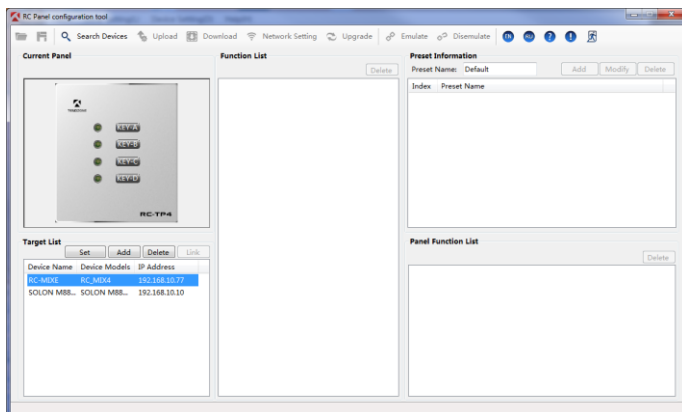 RC Panel configuration tool
Search Devices Upload Download Network Setting Upgrade Emulate Disemulate EN
Current Panel
KEY-A
KEY-B
KEY-C
KEY-D
RC-TP4
Target List
Set Add Delete Link
Device Name Device Models IP Address
RC-MIXE RC_MIX4 192.168.10.77
SOLON M88... SOLON M88... 192.168.10.10
Function List
Delete
Preset Information
Preset Name: Default Add Modify Delete
Index Preset Name
Panel Function List
Delete